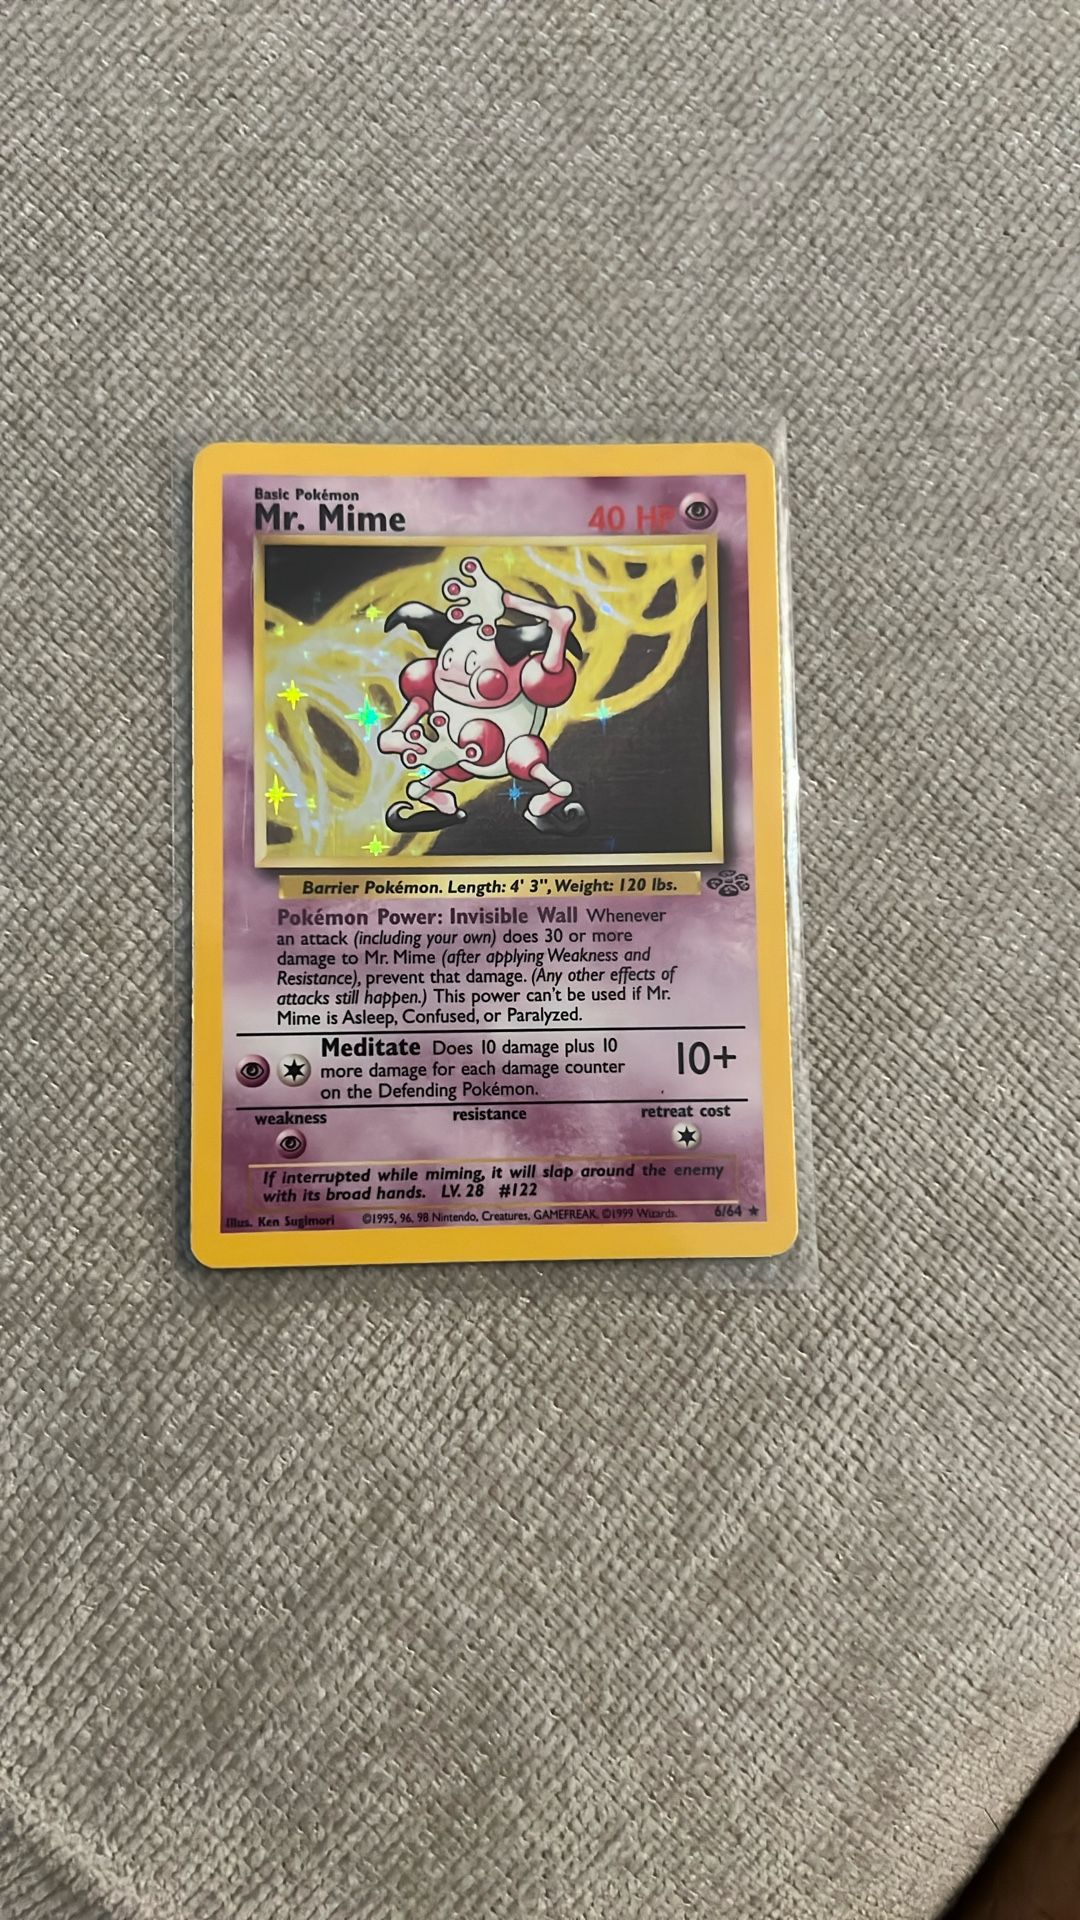 Basic Pokémon
Mr. Mime
40 HP
Barrier Pokémon. Length: 4' 3", Weight: 120 lbs.
Pokémon Power: Invisible Wall Whenever
an attack (including your own) does 30 or more
damage to Mr. Mime (after applying Weakness and
Resistance), prevent that damage. (Any other effects of
attacks still happen.) This power can't be used if Mr.
Mime is Asleep, Confused, or Paralyzed.
Meditate Does 10 damage plus 10
more damage for each damage counter
on the Defending Pokémon.
10+
weakness
resistance
retreat cost
If interrupted while miming, it will slap around the enemy
with its broad hands. LV. 28 #122
Illus. Ken Sugimori
©1995, 96, 98 Nintendo, Creatures, GAMEFREAK. ©1999 Wizards.
6/64 ★